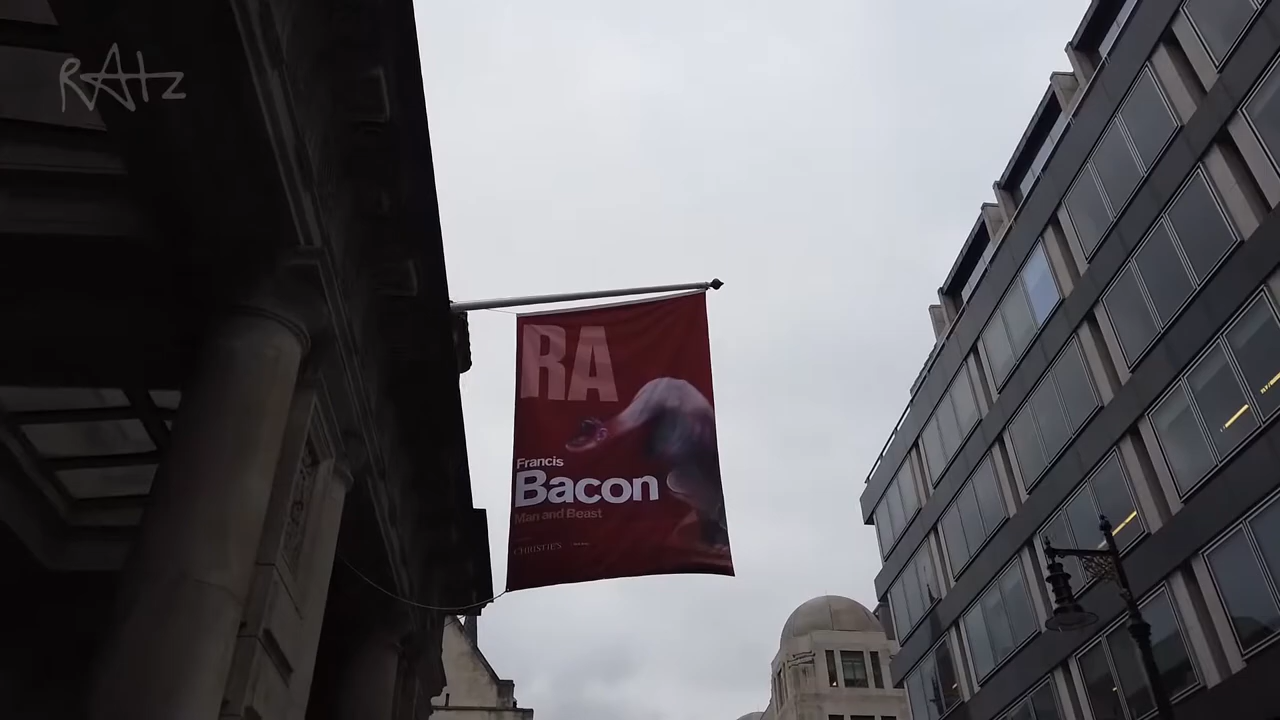 RATZ
RA
Francis
Bacon
Man and Beast
CHRISTIE'S